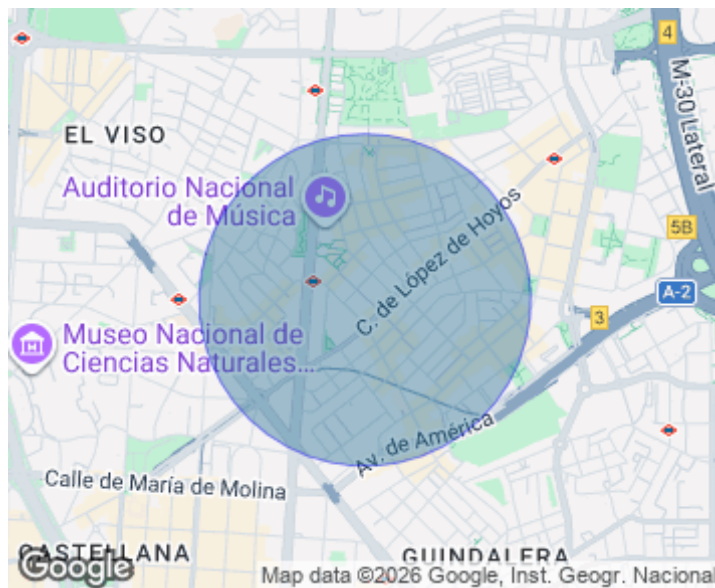 4
M-30 Lateral
EL VISO
Auditorio Nacional
de Música
C. de López de Hoyos
5B
A-2
3
Museo Nacional de
Ciencias Naturales...
Av. de América
Calle de María de Molina
CASTELLANA
GUINDALERA
Google
Map data ©2026 Google, Inst. Geogr. Nacional